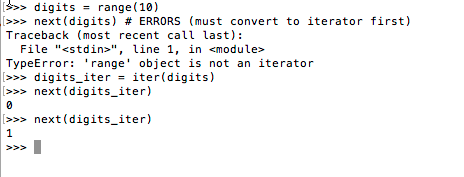 >>> digits = range(10)
>>> next(digits) # ERRORS (must convert to iterator first)
Traceback (most recent call last):
  File "<stdin>", line 1, in <module>
TypeError: 'range' object is not an iterator
>>> digits_iter = iter(digits)
>>> next(digits_iter)
0
>>> next(digits_iter)
1
>>>